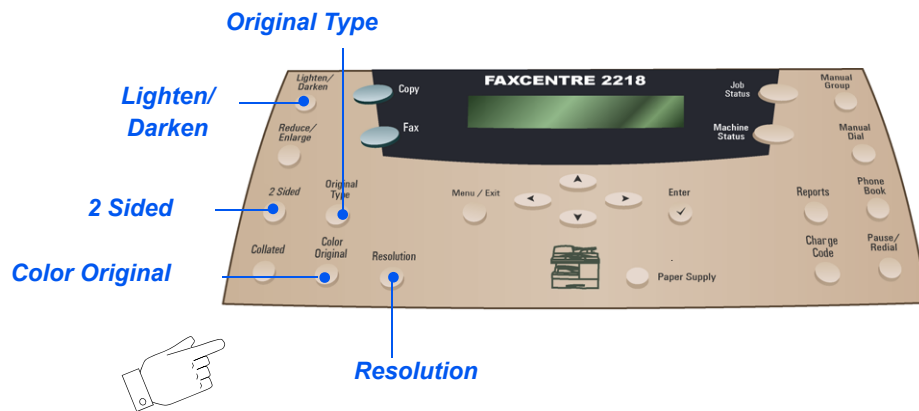 Original Type
Lighten/
Darken
2 Sided
Color Original
Resolution
FAXCENTRE 2218
Lighten/
Darken
Copy
Job
Status
Manual
Group
Reduce/
Enlarge
Fax
Machine
Status
Manual
Dial
2 Sided
Original
Type
Menu / Exit
Enter
Reports
Phone
Book
Collated
Color
Original
Resolution
Paper Supply
Charge
Code
Pause/
Redial